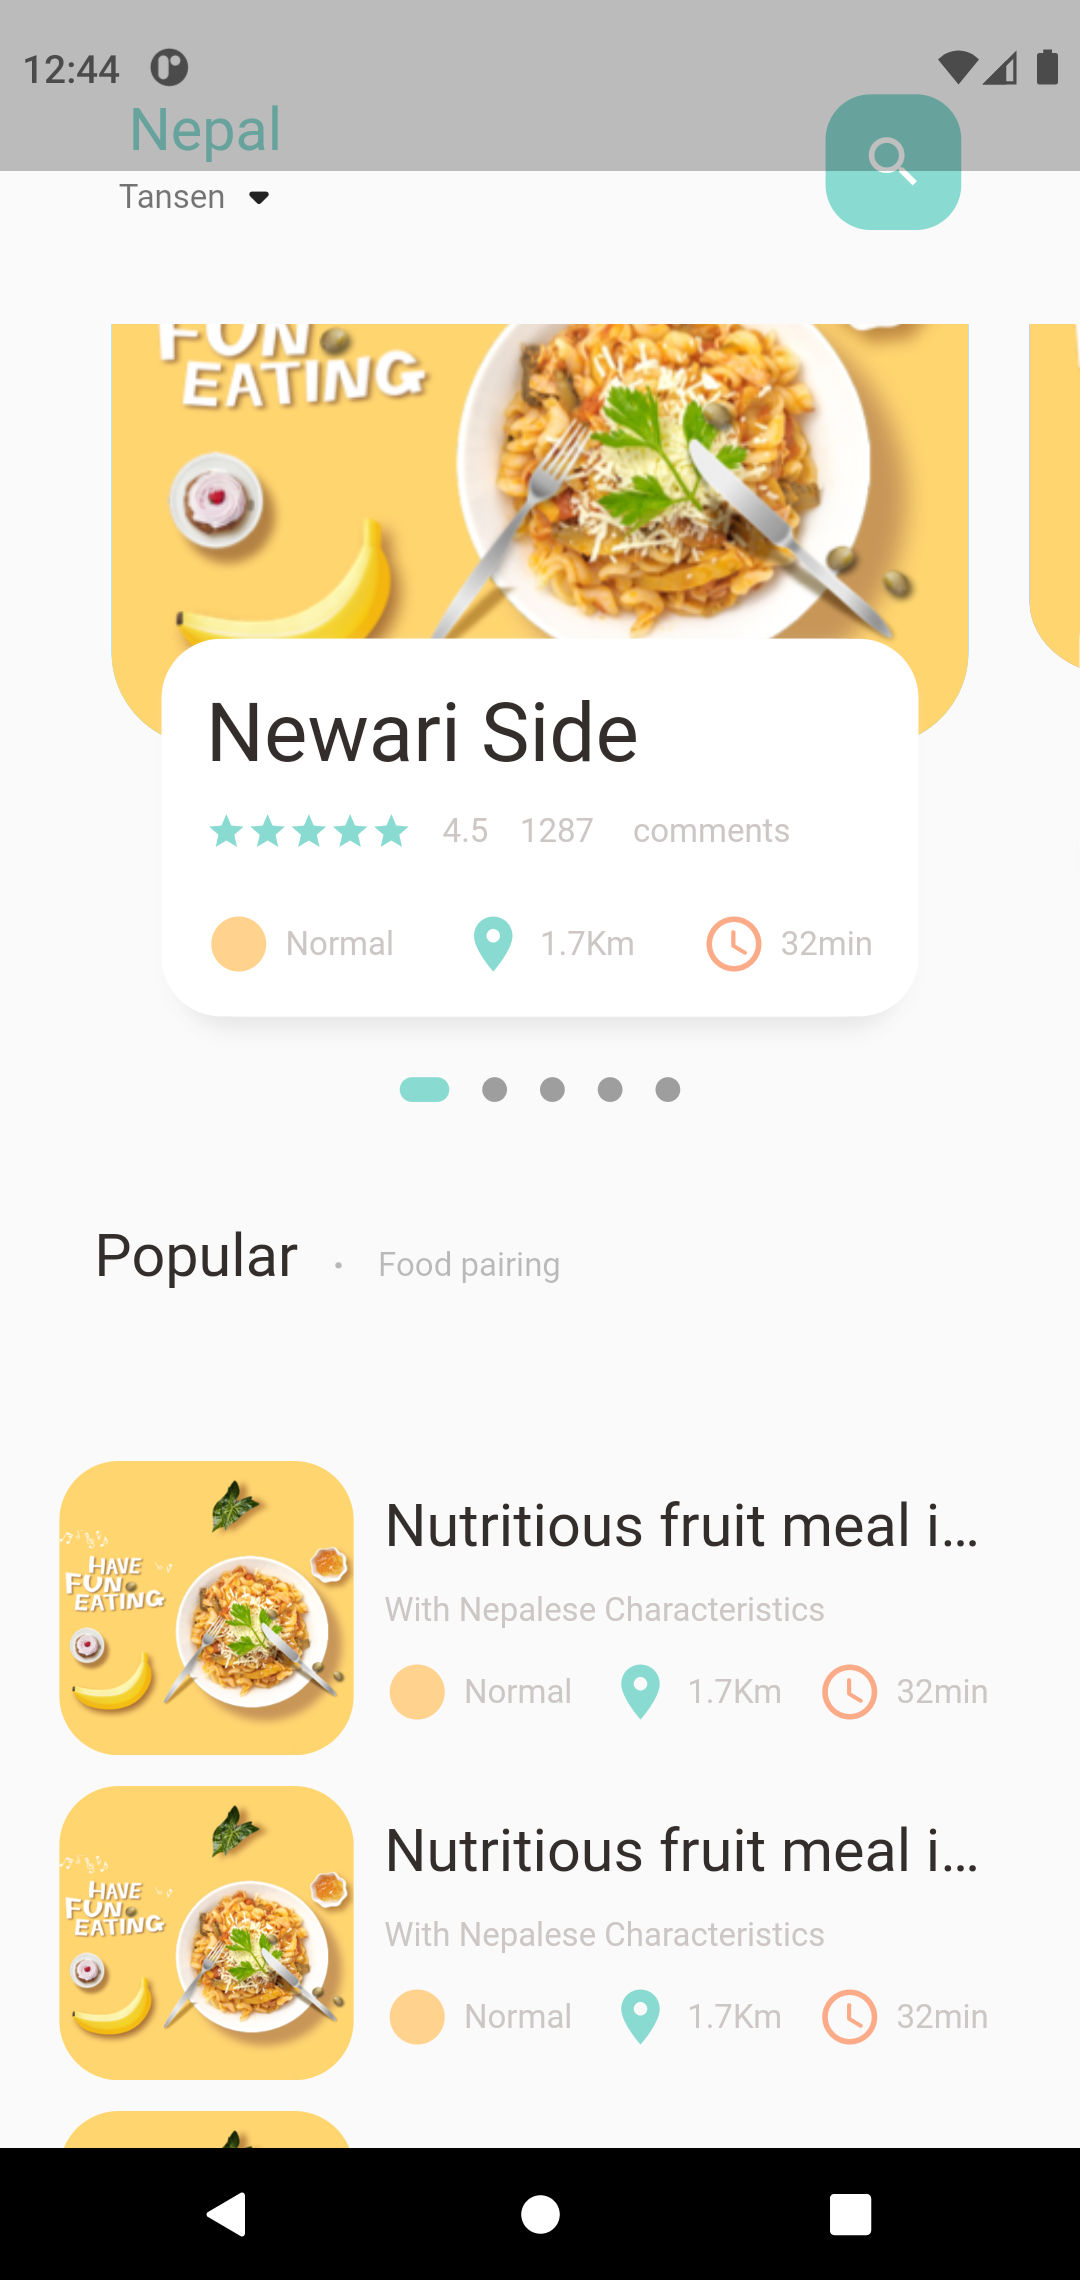 12:44
Nepal
Tansen
FUN
EATING
Newari Side
4.5 1287 comments
Normal 1.7Km 32min
Popular · Food pairing
HAVE
FUN
EATING
Nutritious fruit meal i...
With Nepalese Characteristics
Normal 1.7Km 32min
HAVE
FUN
EATING
Nutritious fruit meal i...
With Nepalese Characteristics
Normal 1.7Km 32min